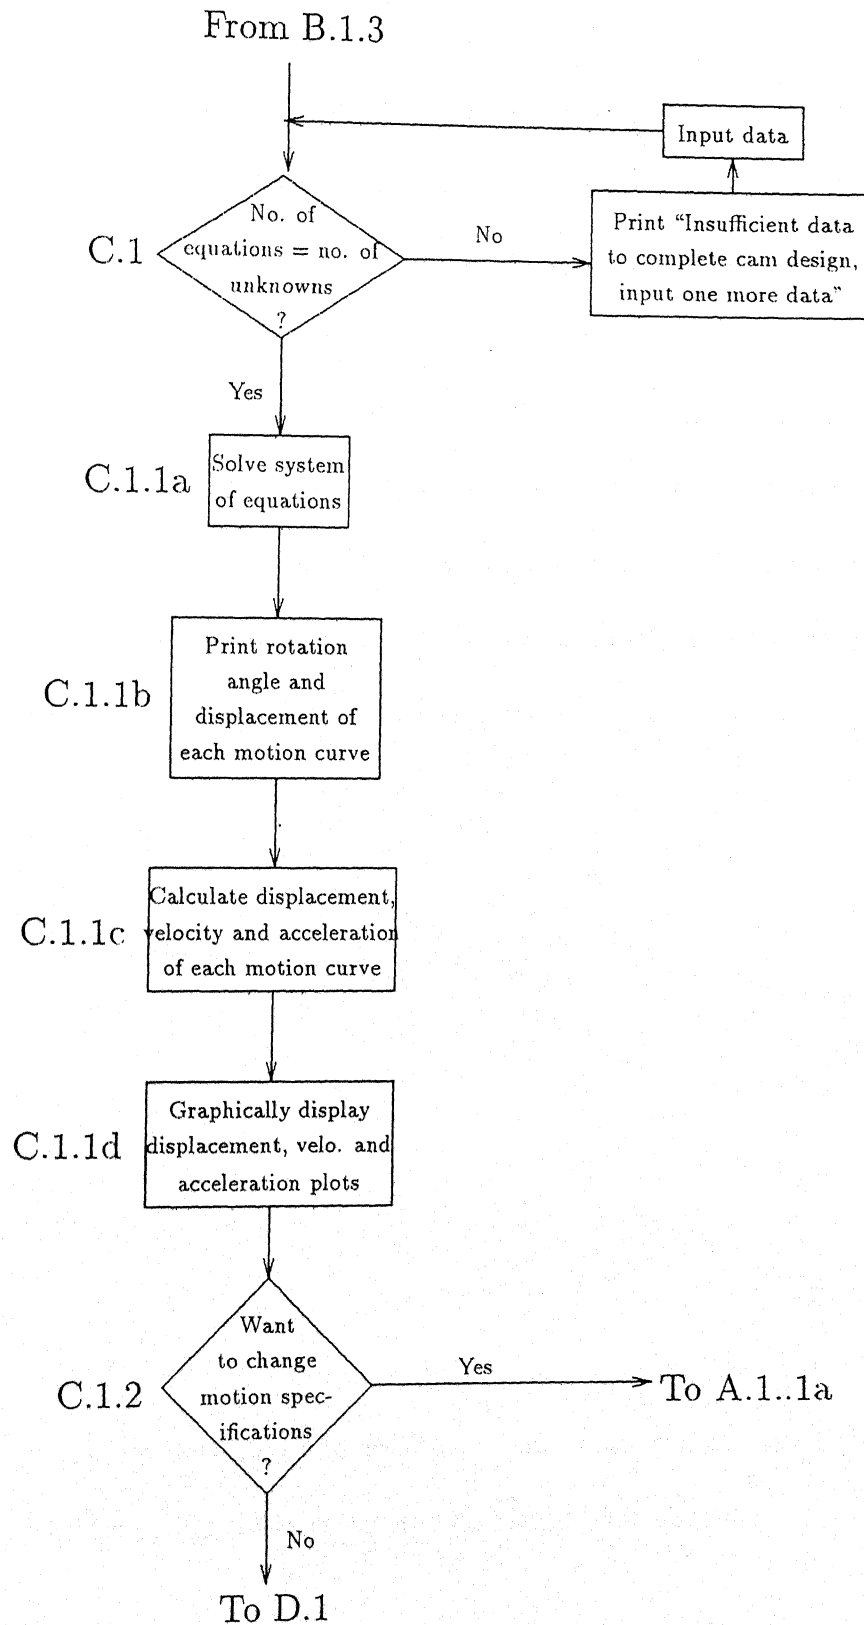 From B.1.3
Input data
Print “Insufficient data
to complete cam design,
input one more data”
No
C.1
No. of
equations = no. of
unknowns
?
Yes
C.1.1a
Solve system
of equations
C.1.1b
Print rotation
angle and
displacement of
each motion curve
C.1.1c
Calculate displacement,
velocity and acceleration
of each motion curve
C.1.1d
Graphically display
displacement, velo. and
acceleration plots
C.1.2
Want
to change
motion spec-
ifications
?
Yes
To A.1..1a
No
To D.1